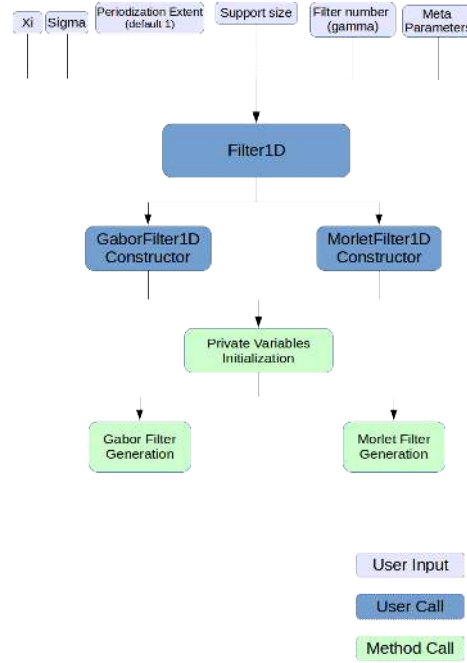 Xi
Sigma
Periodization Extent
(default 1)
Support size
Filter number
(gamma)
Meta
Parameters
Filter1D
GaborFilter1D
Constructor
MorletFilter1D
Constructor
Private Variables
Initialization
Gabor Filter
Generation
Morlet Filter
Generation
User Input
User Call
Method Call